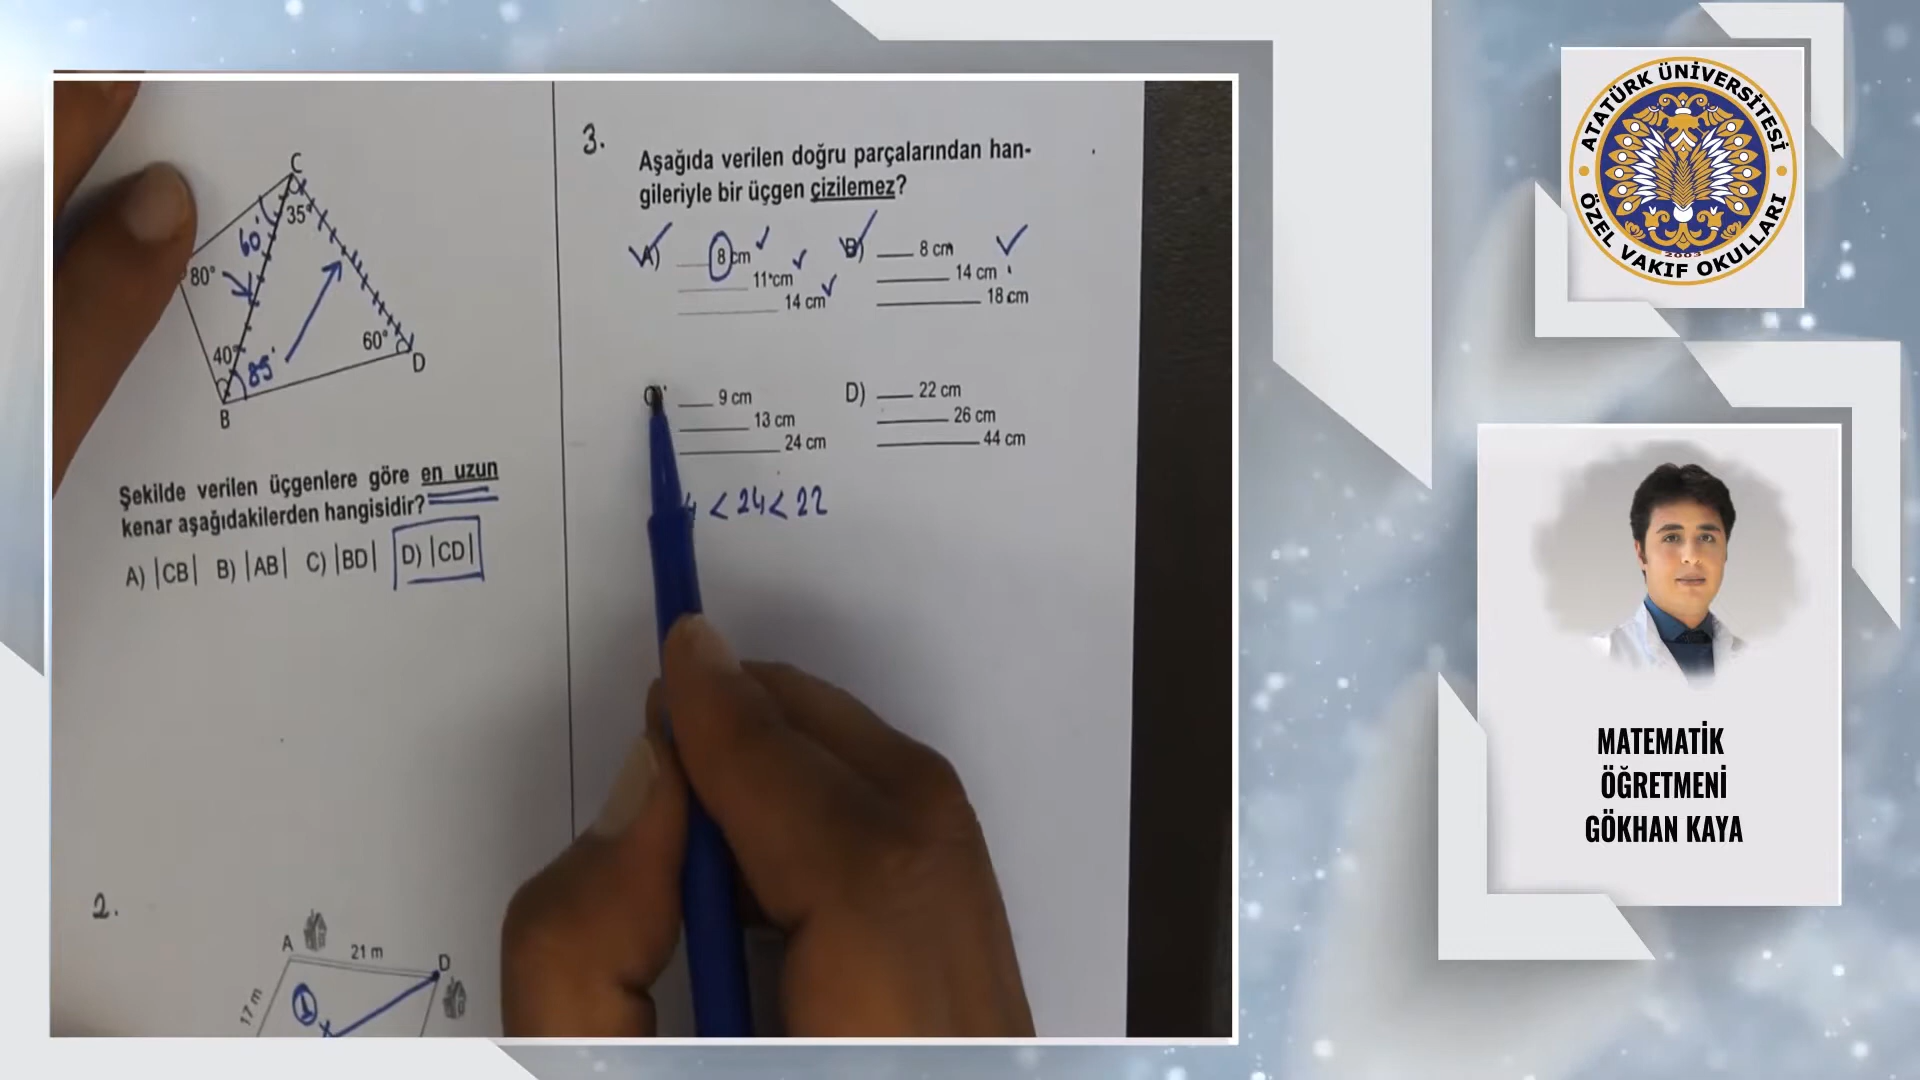 C
35°
60°
80°
40°
85°
60°
D
B
Şekilde verilen üçgenlere göre en uzun
kenar aşağıdakilerden hangisidir?
A) |CB| B) |AB| C) |BD| D) |CD|
2.
A
21 m
D
17 m
1
3.
Aşağıda verilen doğru parçalarından han-
gileriyle bir üçgen çizilemez?
A) 8 cm
11 cm
14 cm
B) 8 cm
14 cm
18 cm
9 cm
13 cm
24 cm
D) 22 cm
26 cm
44 cm
4 < 24 < 22
ATATÜRK ÜNİVERSİTESİ
ÖZEL VAKIF OKULLARI
2003
MATEMATİK
ÖĞRETMENİ
GÖKHAN KAYA